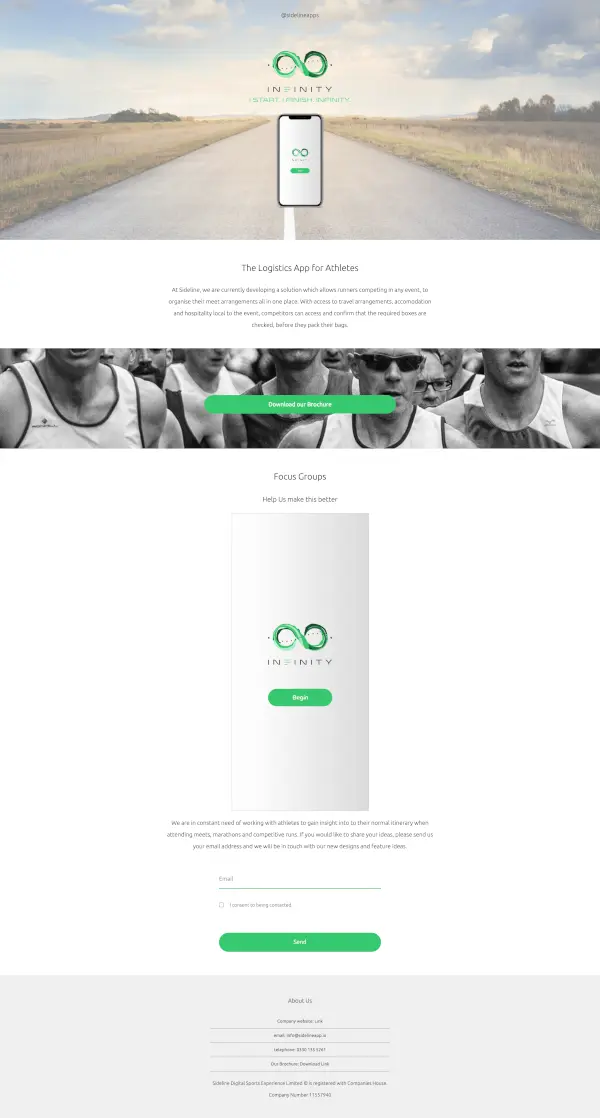 @sidelineapps
INFINITY
I START. I FINISH. INFINITY
INFINITY
The Logistics App for Athletes
At Sideline, we are currently developing a solution which allows runners competing in any event, to
organise their meet arrangements all in one place. With access to travel arrangements, accomodation
and hospitality local to the event, competitors can access and confirm that the required boxes are
checked, before they pack their bags.
Download our Brochure
Focus Groups
Help Us make this better
INFINITY
Begin
We are in constant need of working with athletes to gain insight into to their normal itinerary when
attending meets, marathons and competitive runs. If you would like to share your ideas, please send us
your email address and we will be in touch with our new designs and feature ideas.
Email
I consent to being contacted.
Send
About Us
Company website: Link
email: info@sidelineapp.io
telephone: 0330 133 5261
Our Brochure: Download Link
Sideline Digital Sports Experience Limited © is registered with Companies House.
Company Number 11557940